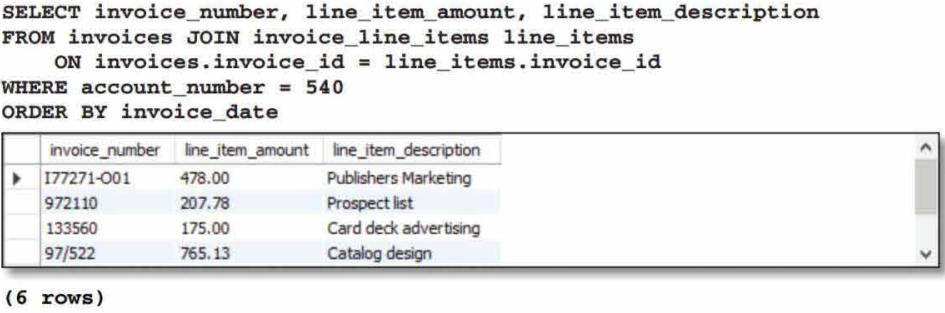 SELECT invoice_number, line_item_amount, line_item_description
FROM invoices JOIN invoice_line_items line_items
    ON invoices.invoice_id = line_items.invoice_id
WHERE account_number = 540
ORDER BY invoice_date
invoice_number line_item_amount line_item_description
I77271-O01 478.00 Publishers Marketing
972110 207.78 Prospect list
133560 175.00 Card deck advertising
97/522 765.13 Catalog design
(6 rows)